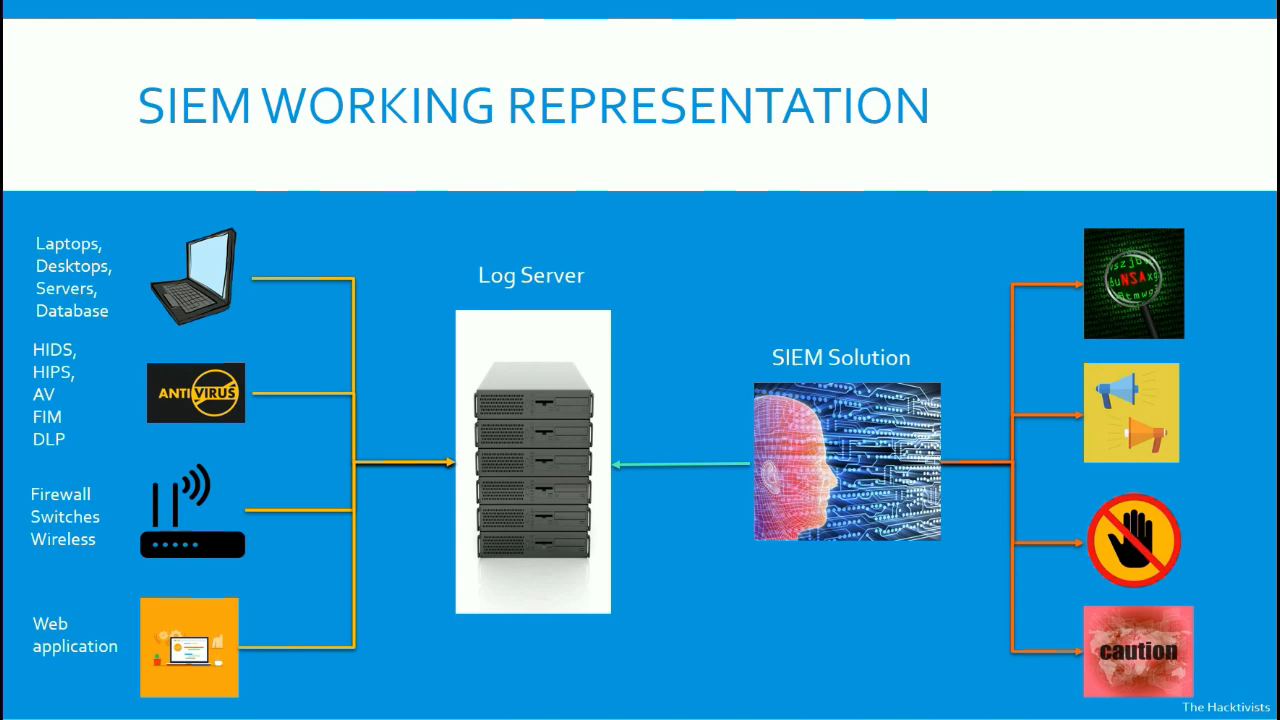 SIEM WORKING REPRESENTATION
Laptops,
Desktops,
Servers,
Database
HIDS,
HIPS,
AV
FIM
DLP
ANTIVIRUS
Firewall
Switches
Wireless
Web
application
Log Server
SIEM Solution
NSA
caution
The Hacktivists